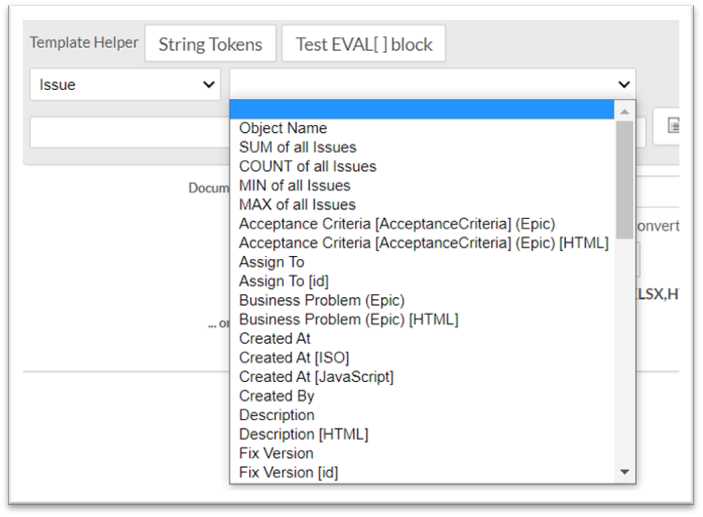 Template Helper String Tokens Test EVAL[ ] block
Issue
Object Name
SUM of all Issues
COUNT of all Issues
MIN of all Issues
MAX of all Issues
Acceptance Criteria [AcceptanceCriteria] (Epic)
Acceptance Criteria [AcceptanceCriteria] (Epic) [HTML]
Assign To
Assign To [id]
Business Problem (Epic)
Business Problem (Epic) [HTML]
Created At
Created At [ISO]
Created At [JavaScript]
Created By
Description
Description [HTML]
Fix Version
Fix Version [id]
Docum
onvert
... or